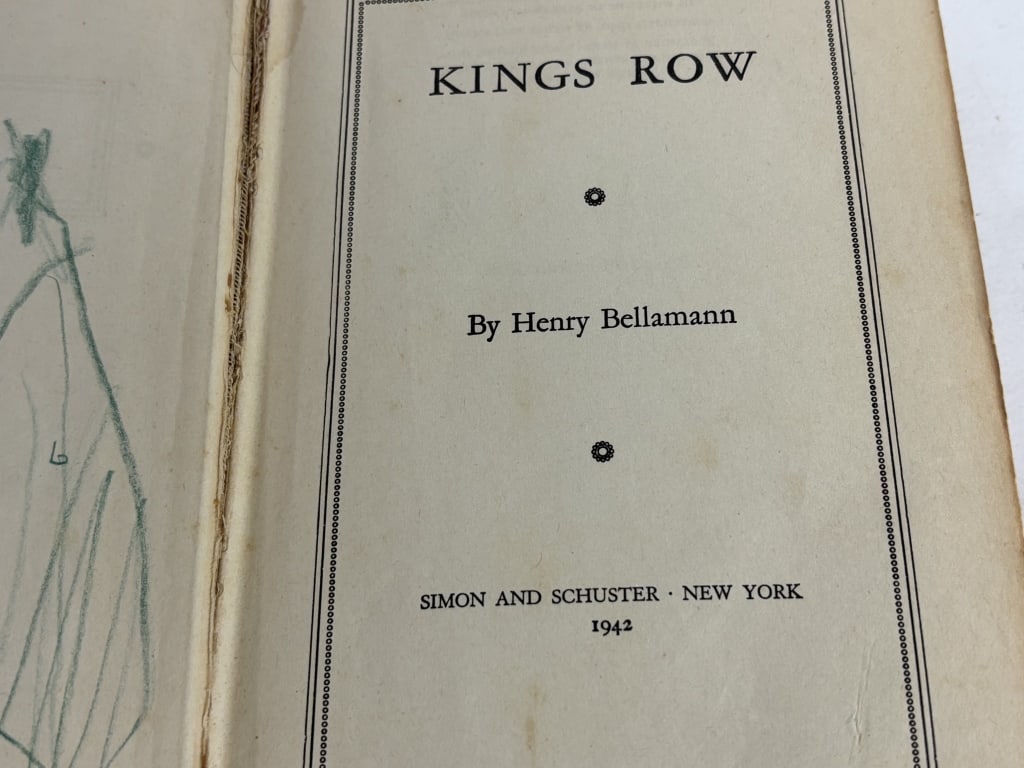 KINGS ROW
By Henry Bellamann
SIMON AND SCHUSTER · NEW YORK
1942